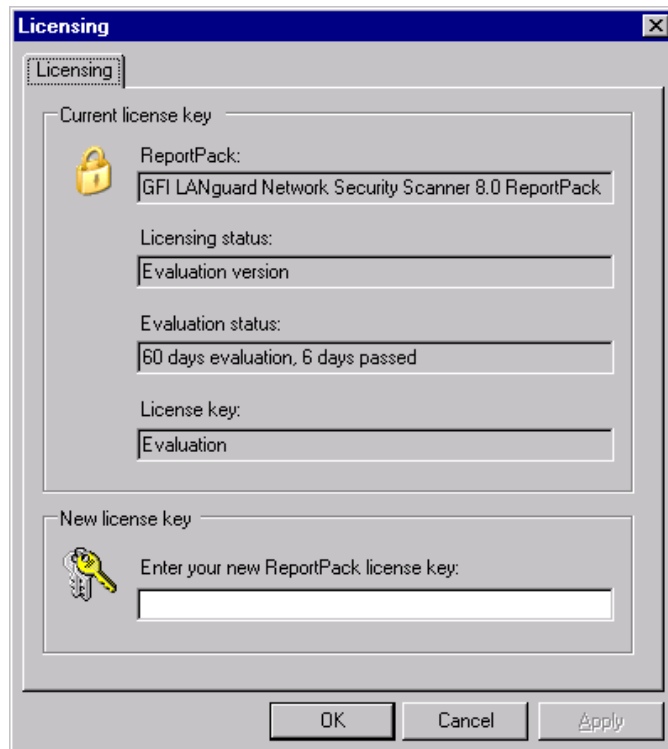 Licensing
Licensing
Current license key
ReportPack:
GFI LANguard Network Security Scanner 8.0 ReportPack
Licensing status:
Evaluation version
Evaluation status:
60 days evaluation, 6 days passed
License key:
Evaluation
New license key
Enter your new ReportPack license key:
OK Cancel Apply